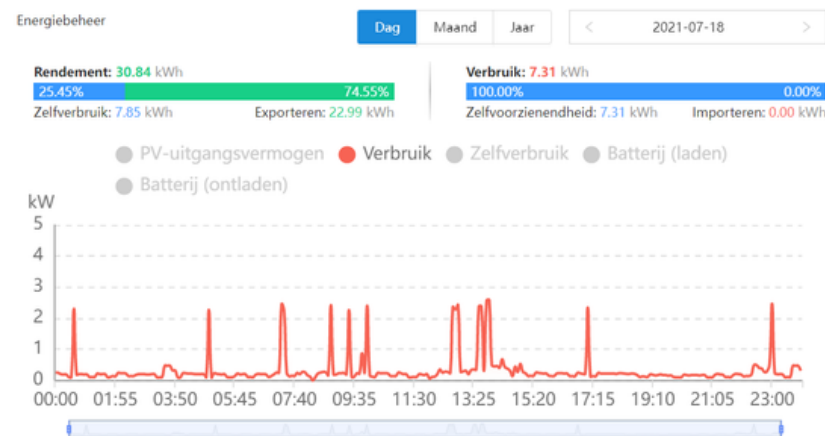 Energiebeheer
Dag Maand Jaar < 2021-07-18 >
Rendement: 30.84 kWh Verbruik: 7.31 kWh
25.45% 74.55% 100.00% 0.00%
Zelfverbruik: 7.85 kWh Exporteren: 22.99 kWh Zelfvoorzienendheid: 7.31 kWh Importeren: 0.00 kWh
PV-uitgangsvermogen Verbruik Zelfverbruik Batterij (laden)
Batterij (ontladen)
kW
5
4
3
2
1
0
00:00 01:55 03:50 05:45 07:40 09:35 11:30 13:25 15:20 17:15 19:10 21:05 23:00